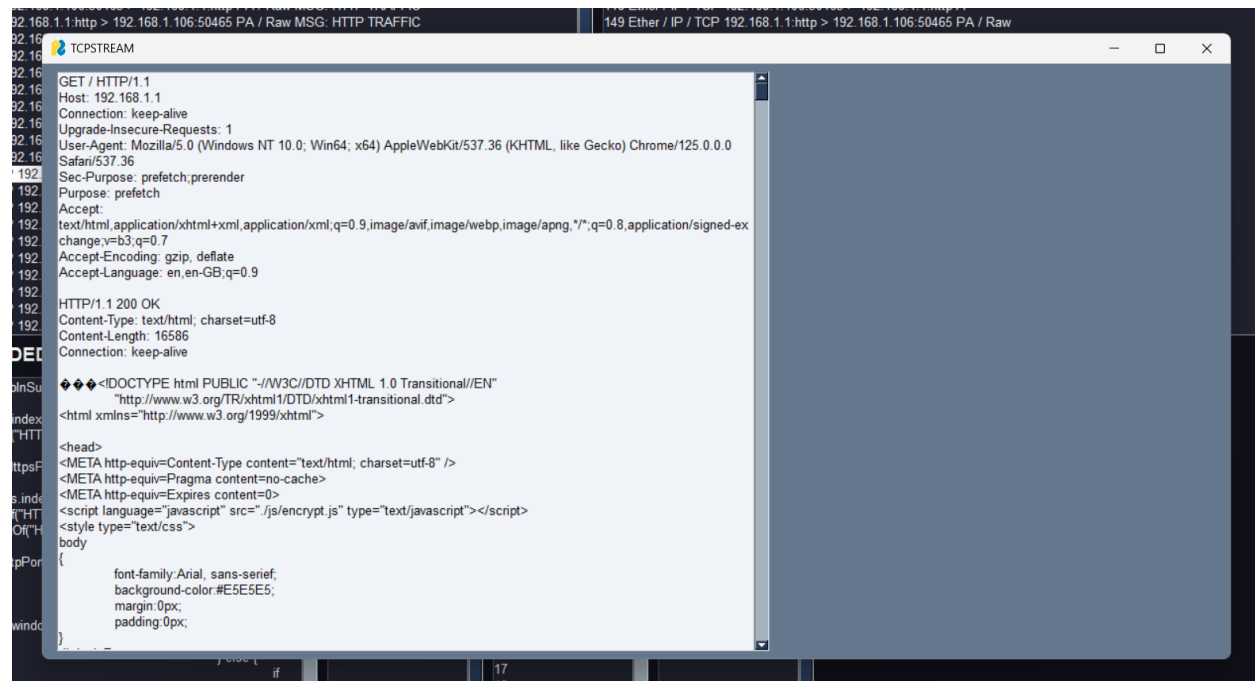 92.168.1.1:http > 192.168.1.106:50465 PA / Raw MSG: HTTP TRAFFIC
149 Ether / IP / TCP 192.168.1.1:http > 192.168.1.106:50465 PA / Raw
TCPSTREAM
GET / HTTP/1.1
Host: 192.168.1.1
Connection: keep-alive
Upgrade-Insecure-Requests: 1
User-Agent: Mozilla/5.0 (Windows NT 10.0; Win64; x64) AppleWebKit/537.36 (KHTML, like Gecko) Chrome/125.0.0.0
Safari/537.36
Sec-Purpose: prefetch;prerender
Purpose: prefetch
Accept:
text/html,application/xhtml+xml,application/xml;q=0.9,image/avif,image/webp,image/apng,*/*;q=0.8,application/signed-ex
change;v=b3;q=0.7
Accept-Encoding: gzip, deflate
Accept-Language: en,en-GB;q=0.9
HTTP/1.1 200 OK
Content-Type: text/html; charset=utf-8
Content-Length: 16586
Connection: keep-alive
���<!DOCTYPE html PUBLIC "-//W3C//DTD XHTML 1.0 Transitional//EN"
"http://www.w3.org/TR/xhtml1/DTD/xhtml1-transitional.dtd">
<html xmlns="http://www.w3.org/1999/xhtml">
<head>
<META http-equiv=Content-Type content="text/html; charset=utf-8" />
<META http-equiv=Pragma content=no-cache>
<META http-equiv=Expires content=0>
<script language="javascript" src="./js/encrypt.js" type="text/javascript"></script>
<style type="text/css">
body
{
font-family:Arial, sans-serief;
background-color:#E5E5E5;
margin:0px;
padding:0px;
}
if
17